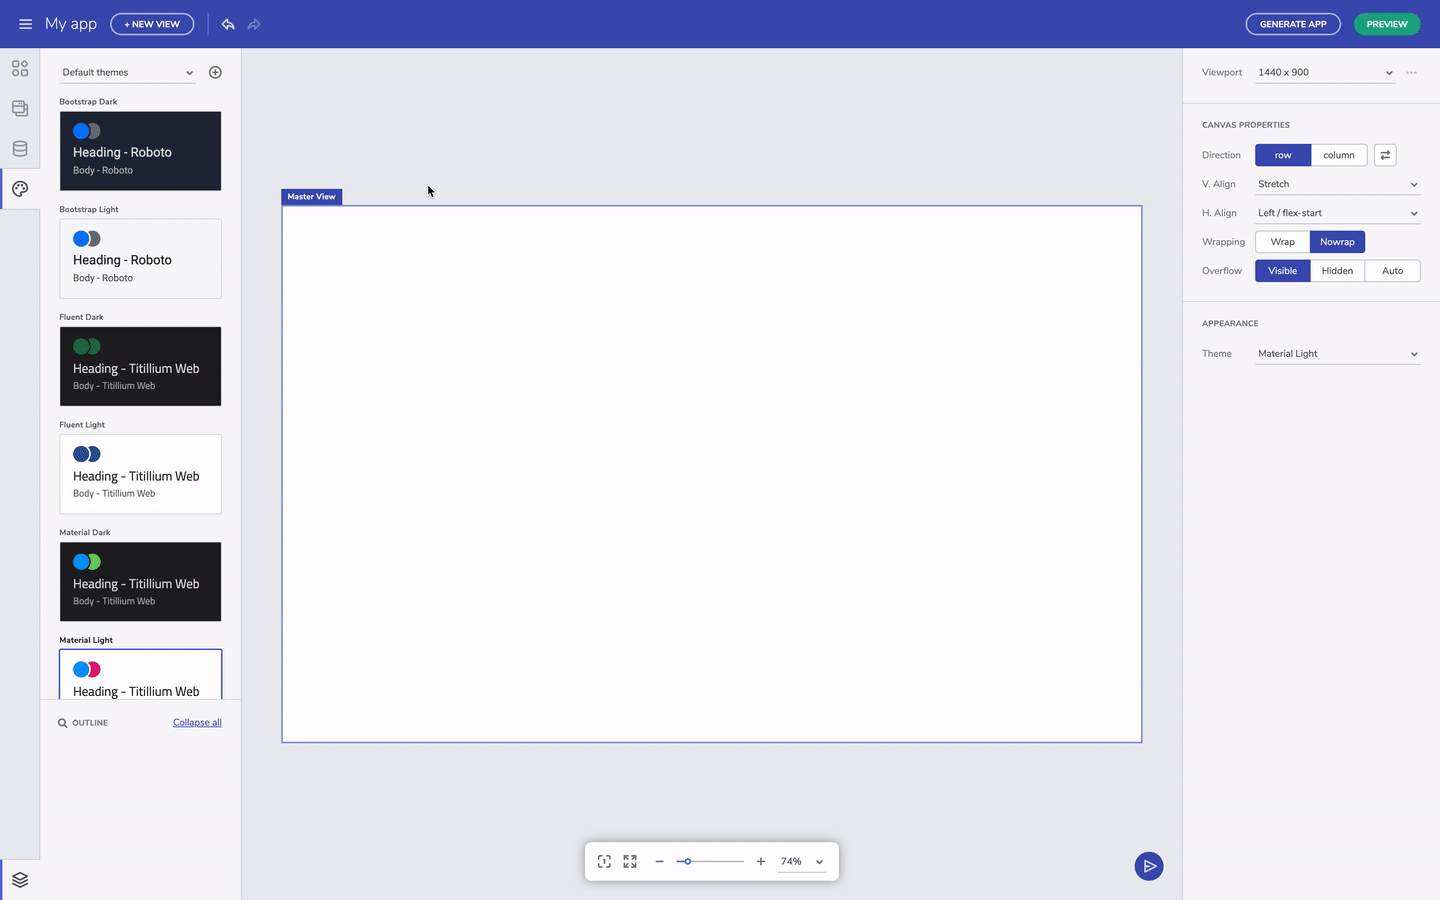 My app
+ NEW VIEW
GENERATE APP
PREVIEW
Default themes
Bootstrap Dark
Heading - Roboto
Body - Roboto
Bootstrap Light
Heading - Roboto
Body - Roboto
Fluent Dark
Heading - Titillium Web
Body - Titillium Web
Fluent Light
Heading - Titillium Web
Body - Titillium Web
Material Dark
Heading - Titillium Web
Body - Titillium Web
Material Light
Heading - Titillium Web
OUTLINE
Collapse all
Master View
74%
Viewport
1440 x 900
CANVAS PROPERTIES
Direction
row
column
V. Align
Stretch
H. Align
Left / flex-start
Wrapping
Wrap
Nowrap
Overflow
Visible
Hidden
Auto
APPEARANCE
Theme
Material Light